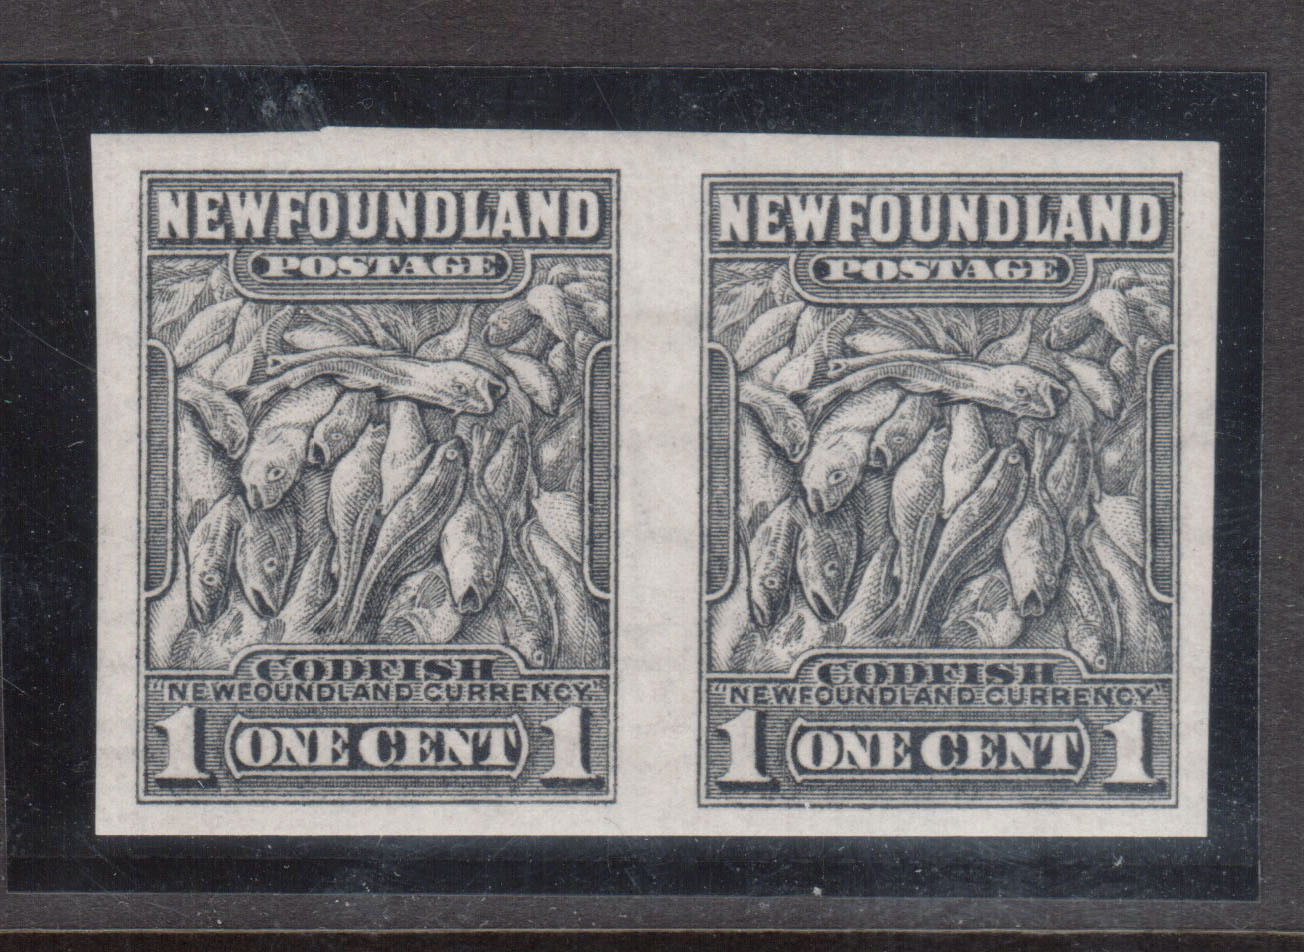 NEWFOUNDLAND
POSTAGE
CODFISH
"NEWFOUNDLAND CURRENCY."
1 ONE CENT 1
NEWFOUNDLAND
POSTAGE
CODFISH
"NEWFOUNDLAND CURRENCY."
1 ONE CENT 1